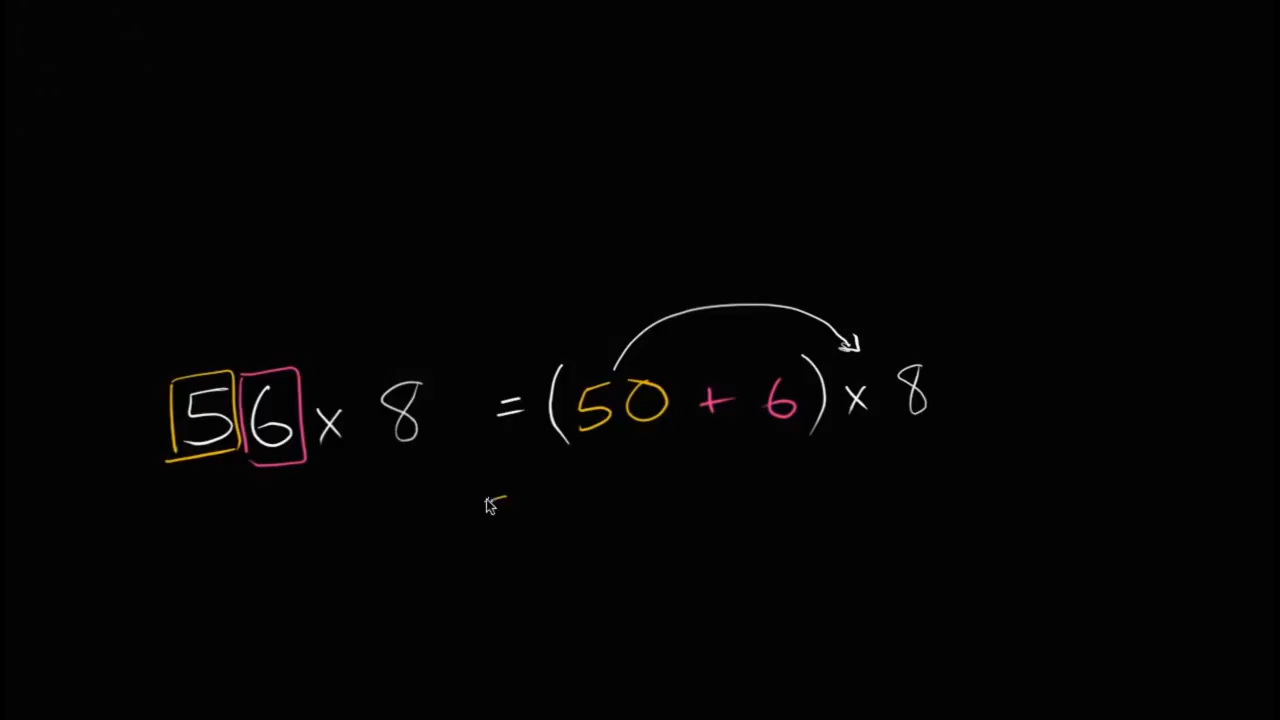 56 x 8 = (50 + 6) x 8